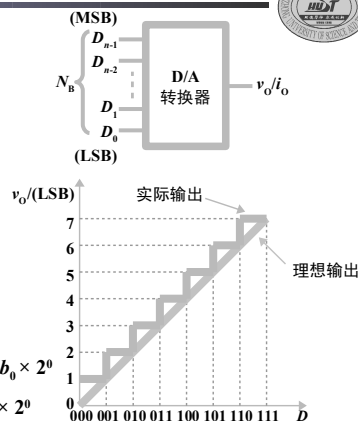 HUST
(MSB)
D_{n-1}
D_{n-2}
N_B
D/A
转换器
v_O/i_O
D_1
D_0
(LSB)
v_O/(LSB)
实际输出
7
6
理想输出
5
4
3
2
b_0 × 2^0
1
× 2^0
0
000 001 010 011 100 101 110 111 D